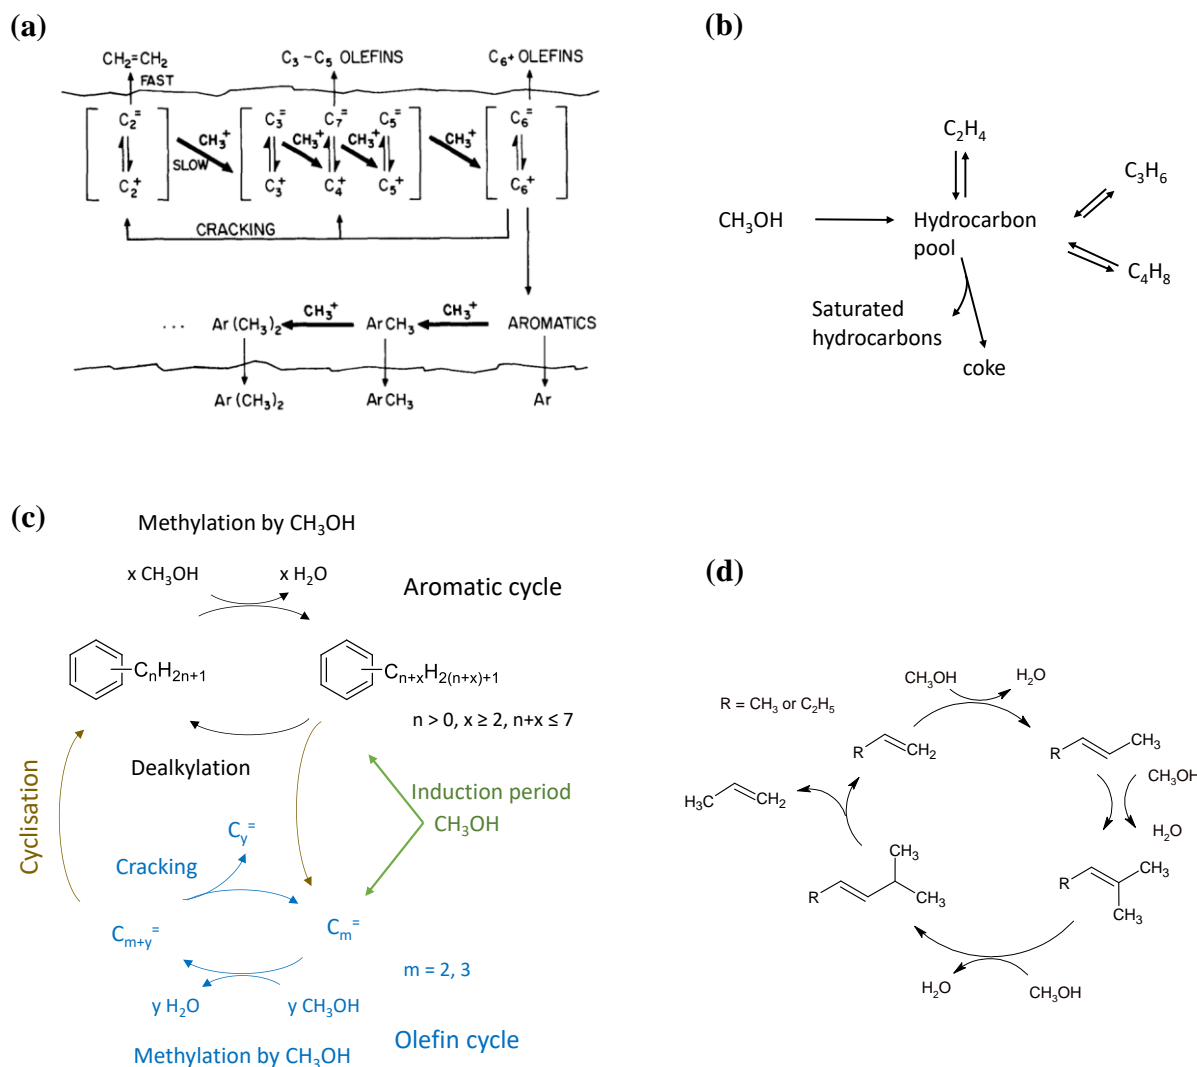 (a)
CH2=CH2
C3 – C5 OLEFINS
C6+ OLEFINS
FAST
C2= C3= C7= C5= C6=
CH3+ CH3+ CH3+ CH3+
SLOW
C2+ C3+ C4+ C5+ C6+
CRACKING
CH3+ CH3+
... Ar(CH3)2 ArCH3 AROMATICS
Ar(CH3)2 ArCH3 Ar
(b)
C2H4
C3H6
CH3OH
Hydrocarbon
pool
C4H8
Saturated
hydrocarbons
coke
(c)
Methylation by CH3OH
x CH3OH x H2O
Aromatic cycle
CnH2n+1
Cn+xH2(n+x)+1
n > 0, x ≥ 2, n+x ≤ 7
Dealkylation
Cyclisation
Induction period
CH3OH
Cy=
Cracking
Cm+y=
Cm=
m = 2, 3
y H2O y CH3OH
Olefin cycle
Methylation by CH3OH
(d)
CH3OH
H2O
R = CH3 or C2H5
R CH2
R CH3
CH3OH
H2O
H3C CH2
CH3
R CH3
R CH3
CH3
H2O
CH3OH